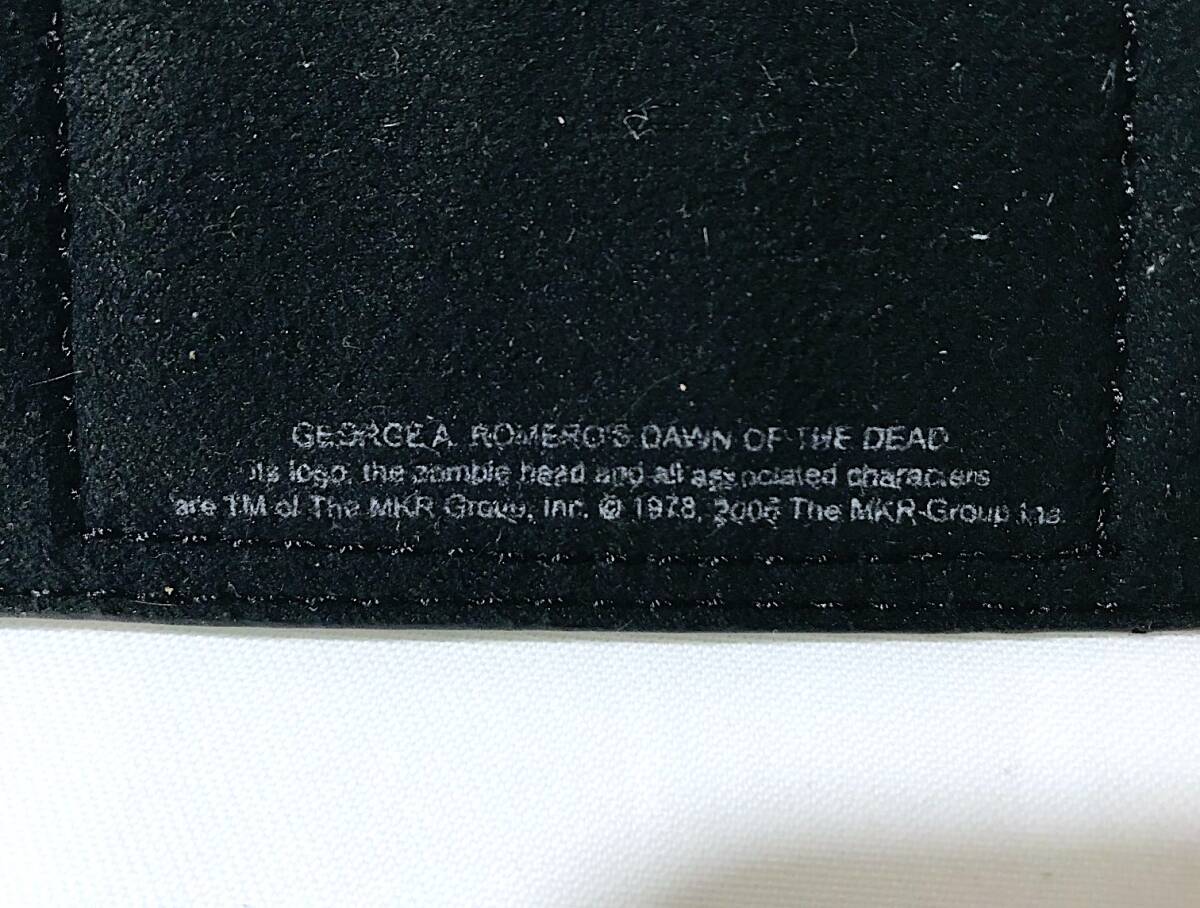 GEORGE A. ROMERO'S DAWN OF THE DEAD
its logo, the zombie head and all associated characters
are TM of The MKR Group, Inc. © 1978, The MKR Group Inc.